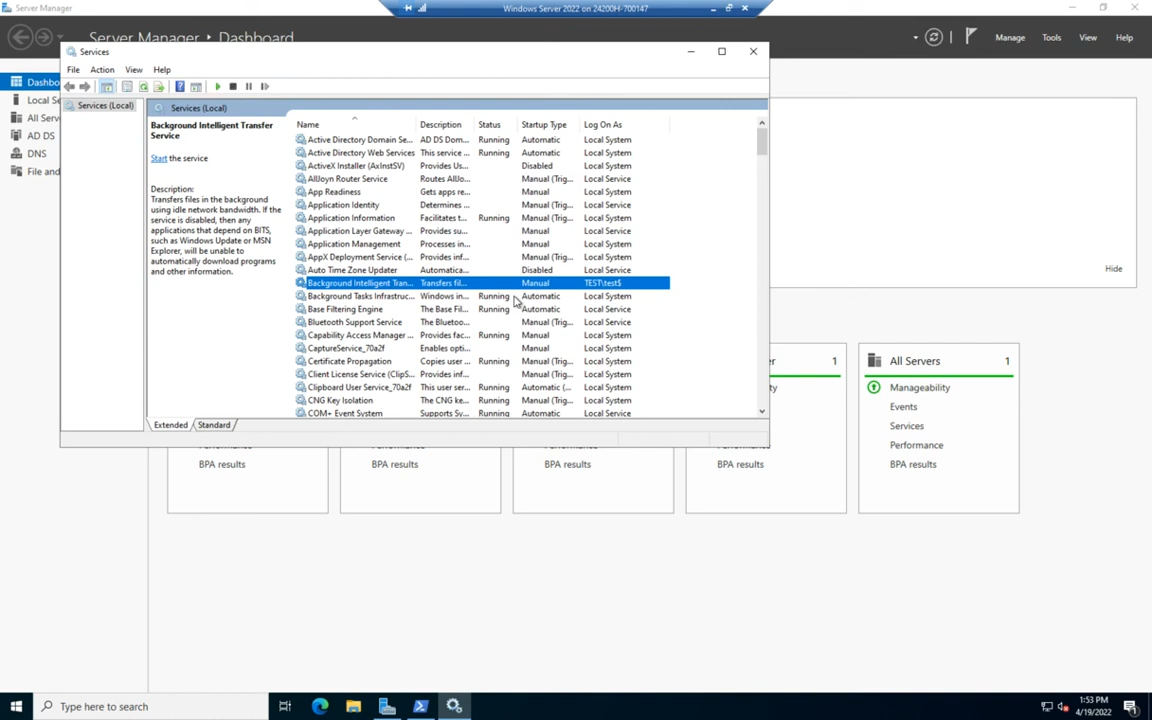 Server Manager
Windows Server 2022 on 24200H-700147
Server Manager • Dashboard
Manage Tools View Help
Dashbo
Local Se
All Serv
AD DS
DNS
File and
Services
File Action View Help
Services (Local)
Services (Local)
Background Intelligent Transfer
Service
Start the service
Description:
Transfers files in the background
using idle network bandwidth. If the
service is disabled, then any
applications that depend on BITS,
such as Windows Update or MSN
Explorer, will be unable to
automatically download programs
and other information.
Name Description Status Startup Type Log On As
Active Directory Domain Se... AD DS Dom... Running Automatic Local System
Active Directory Web Services This service ... Running Automatic Local System
ActiveX Installer (AxInstSV) Provides Us... Disabled Local System
AllJoyn Router Service Routes AllJo... Manual (Trig... Local Service
App Readiness Gets apps re... Manual Local System
Application Identity Determines ... Manual (Trig... Local Service
Application Information Facilitates t... Running Manual (Trig... Local System
Application Layer Gateway ... Provides su... Manual Local Service
Application Management Processes in... Manual Local System
AppX Deployment Service (... Provides inf... Manual (Trig... Local System
Auto Time Zone Updater Automatica... Disabled Local Service
Background Intelligent Tran... Transfers fil... Manual TEST\test$
Background Tasks Infrastruc... Windows in... Running Automatic Local System
Base Filtering Engine The Base Fil... Running Automatic Local Service
Bluetooth Support Service The Bluetoo... Manual (Trig... Local Service
Capability Access Manager ... Provides fac... Running Manual Local System
CaptureService_70a2f Enables opti... Manual Local System
Certificate Propagation Copies user ... Running Manual (Trig... Local System
Client License Service (ClipS... Provides inf... Manual (Trig... Local System
Clipboard User Service_70a2f This user ser... Running Automatic (... Local System
CNG Key Isolation The CNG ke... Running Manual (Trig... Local System
COM+ Event System Supports Sy... Running Automatic Local Service
Extended Standard
Hide
1
All Servers 1
Manageability
Events
Services
Performance
BPA results
BPA results
BPA results
BPA results
BPA results
Type here to search
1:53 PM
4/19/2022